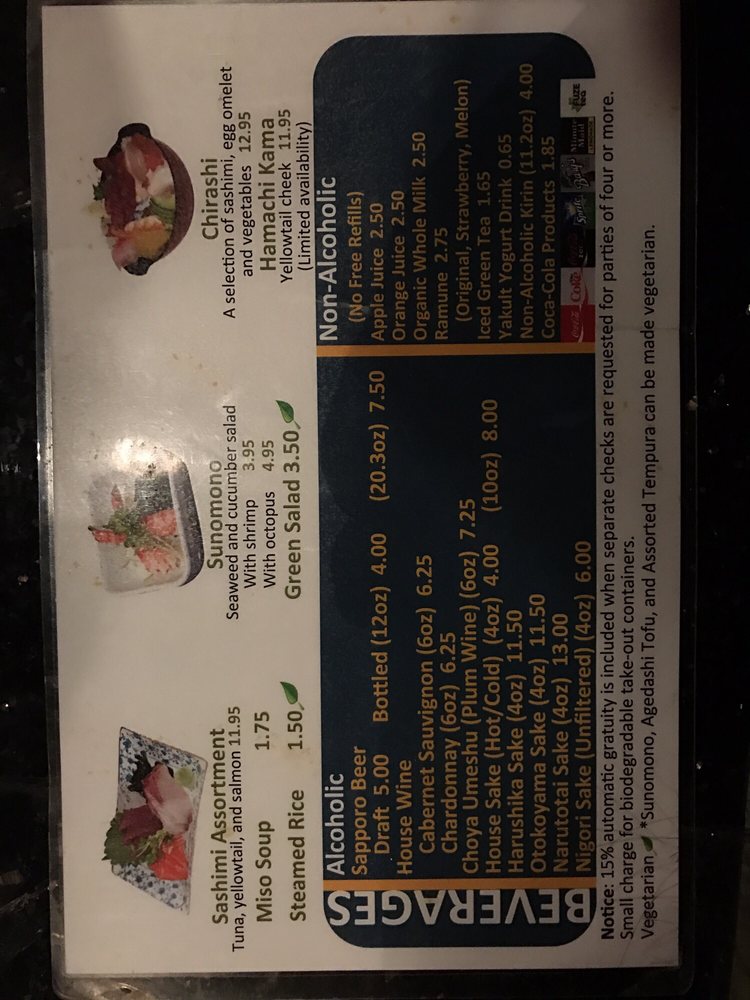 Sashimi Assortment
Tuna, yellowtail, and salmon 11.95
Miso Soup 1.75
Steamed Rice 1.50
Sunomono
Seaweed and cucumber salad
With shrimp 3.95
With octopus 4.95
Green Salad 3.50
Chirashi
A selection of sashimi, egg omelet
and vegetables 12.95
Hamachi Kama
Yellowtail cheek 11.95
(Limited availability)
BEVERAGES
Alcoholic
Sapporo Beer
Draft 5.00 Bottled (12oz) 4.00 (20.3oz) 7.50
House Wine
Cabernet Sauvignon (6oz) 6.25
Chardonnay (6oz) 6.25
Choya Umeshu (Plum Wine) (6oz) 7.25
House Sake (Hot/Cold) (4oz) 4.00 (10oz) 8.00
Harushika Sake (4oz) 11.50
Otokoyama Sake (4oz) 11.50
Narutotai Sake (4oz) 13.00
Nigori Sake (Unfiltered) (4oz) 6.00
Non-Alcoholic
(No Free Refills)
Apple Juice 2.50
Orange Juice 2.50
Organic Whole Milk 2.50
Ramune 2.75
(Original, Strawberry, Melon)
Iced Green Tea 1.65
Yakult Yogurt Drink 0.65
Non-Alcoholic Kirin (11.2oz) 4.00
Coca-Cola Products 1.85
Coca-Cola Coke Sprite Barq's Minute Maid FUZE tea
Notice: 15% automatic gratuity is included when separate checks are requested for parties of four or more.
Small charge for biodegradable take-out containers.
Vegetarian *Sunomono, Agedashi Tofu, and Assorted Tempura can be made vegetarian.